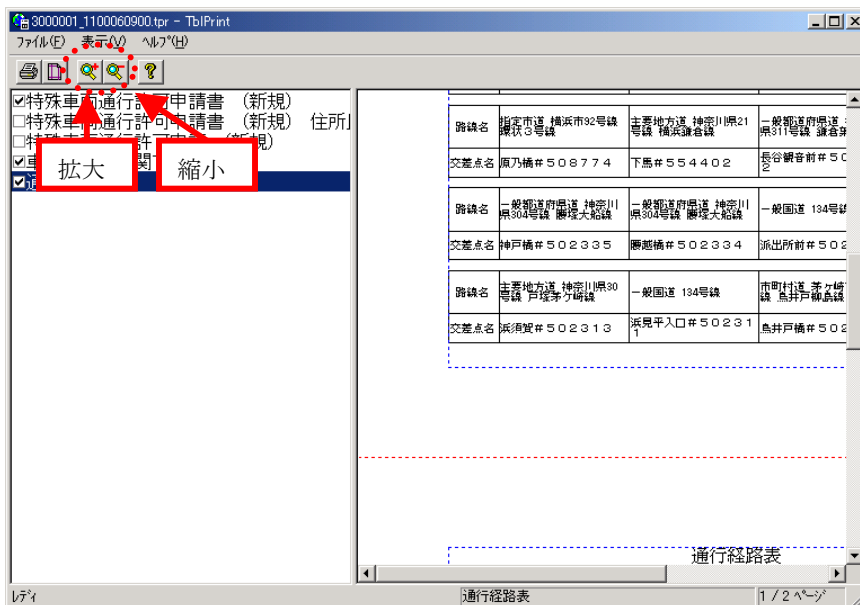 3000001_1100060900.tpr - TblPrint
ファイル(F) 表示(V) ヘルプ(H)
特殊車両通行許可申請書 (新規)
特殊車両通行許可申請書 (新規) 住所
拡大
縮小
路線名 指定市道 横浜市92号線 環状3号線 主要地方道 神奈川県21号線 横浜鎌倉線 一般都道府県道 県311号線 鎌倉
交差点名 原乃橋#508774 下馬#554402 長谷観音前#50 2
路線名 一般都道府県道 神奈川県304号線 腰塚大船線 一般都道府県道 神奈川県304号線 腰塚大船線 一般国道 134号線
交差点名 神戸橋#502335 腰越橋#502334 派出所前#502
路線名 主要地方道 神奈川県30号線 戸塚茅ケ崎線 一般国道 134号線 市町村道 茅ヶ崎 線 鳥井戸柳島線
交差点名 浜須賀#502313 浜見平入口#502311 鳥井戸橋#502
通行経路表
レディ 通行経路表 1 / 2 ページ